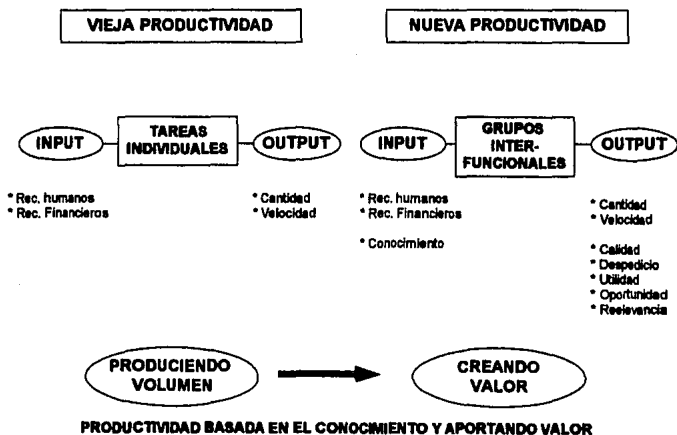 VIEJA PRODUCTIVIDAD
NUEVA PRODUCTIVIDAD
INPUT
TAREAS
INDIVIDUALES
OUTPUT
* Rec. humanos
* Rec. Financieros
* Cantidad
* Velocidad
INPUT
GRUPOS
INTER-
FUNCIONALES
OUTPUT
* Rec. humanos
* Rec. Financieros
* Conocimiento
* Cantidad
* Velocidad
* Calidad
* Despedicio
* Utilidad
* Oportunidad
* Reelevancia
PRODUCIENDO
VOLUMEN
CREANDO
VALOR
PRODUCTIVIDAD BASADA EN EL CONOCIMIENTO Y APORTANDO VALOR